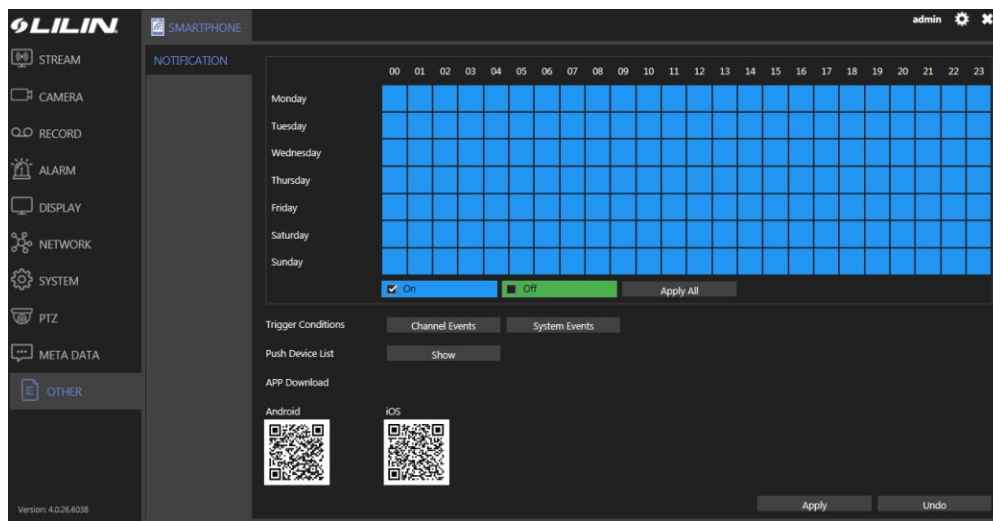 LILIN
SMARTPHONE
admin
STREAM
CAMERA
RECORD
ALARM
DISPLAY
NETWORK
SYSTEM
PTZ
META DATA
OTHER
Version: 4.0.26.6038
NOTIFICATION
00 01 02 03 04 05 06 07 08 09 10 11 12 13 14 15 16 17 18 19 20 21 22 23
Monday
Tuesday
Wednesday
Thursday
Friday
Saturday
Sunday
On Off Apply All
Trigger Conditions Channel Events System Events
Push Device List Show
APP Download
Android iOS
Apply Undo